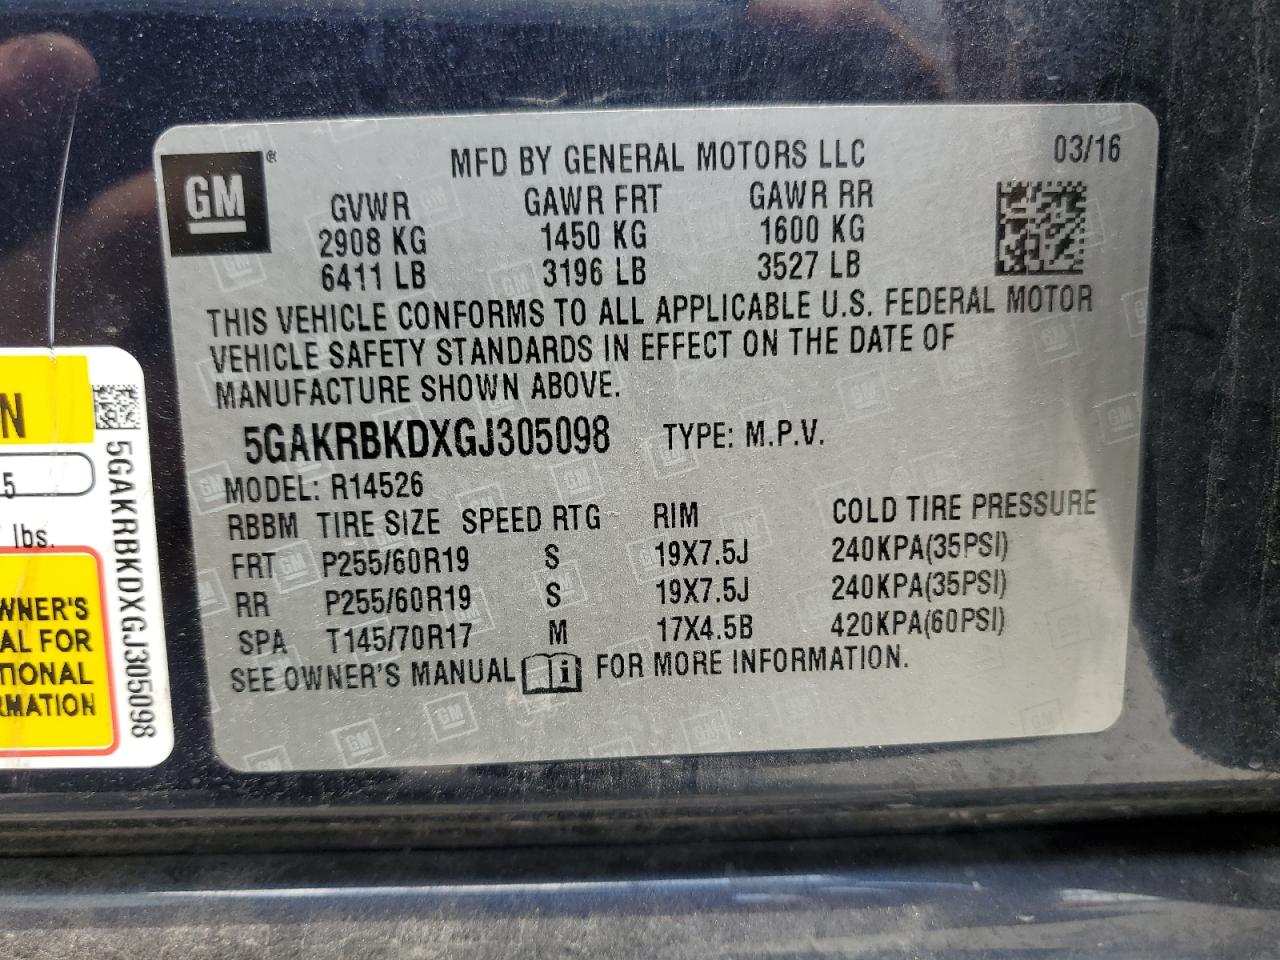 GM®
MFD BY GENERAL MOTORS LLC
03/16
GVWR GAWR FRT GAWR RR
2908 KG 1450 KG 1600 KG
6411 LB 3196 LB 3527 LB
THIS VEHICLE CONFORMS TO ALL APPLICABLE U.S. FEDERAL MOTOR
VEHICLE SAFETY STANDARDS IN EFFECT ON THE DATE OF
MANUFACTURE SHOWN ABOVE.
5GAKRBKDXGJ305098 TYPE: M.P.V.
MODEL: R14526
RBBM TIRE SIZE SPEED RTG RIM COLD TIRE PRESSURE
FRT P255/60R19 S 19X7.5J 240KPA(35PSI)
RR P255/60R19 S 19X7.5J 240KPA(35PSI)
SPA T145/70R17 M 17X4.5B 420KPA(60PSI)
SEE OWNER'S MANUAL FOR MORE INFORMATION.
N
5
lbs.
WNER'S
AL FOR
TIONAL
RMATION
5GAKRBKDXGJ305098